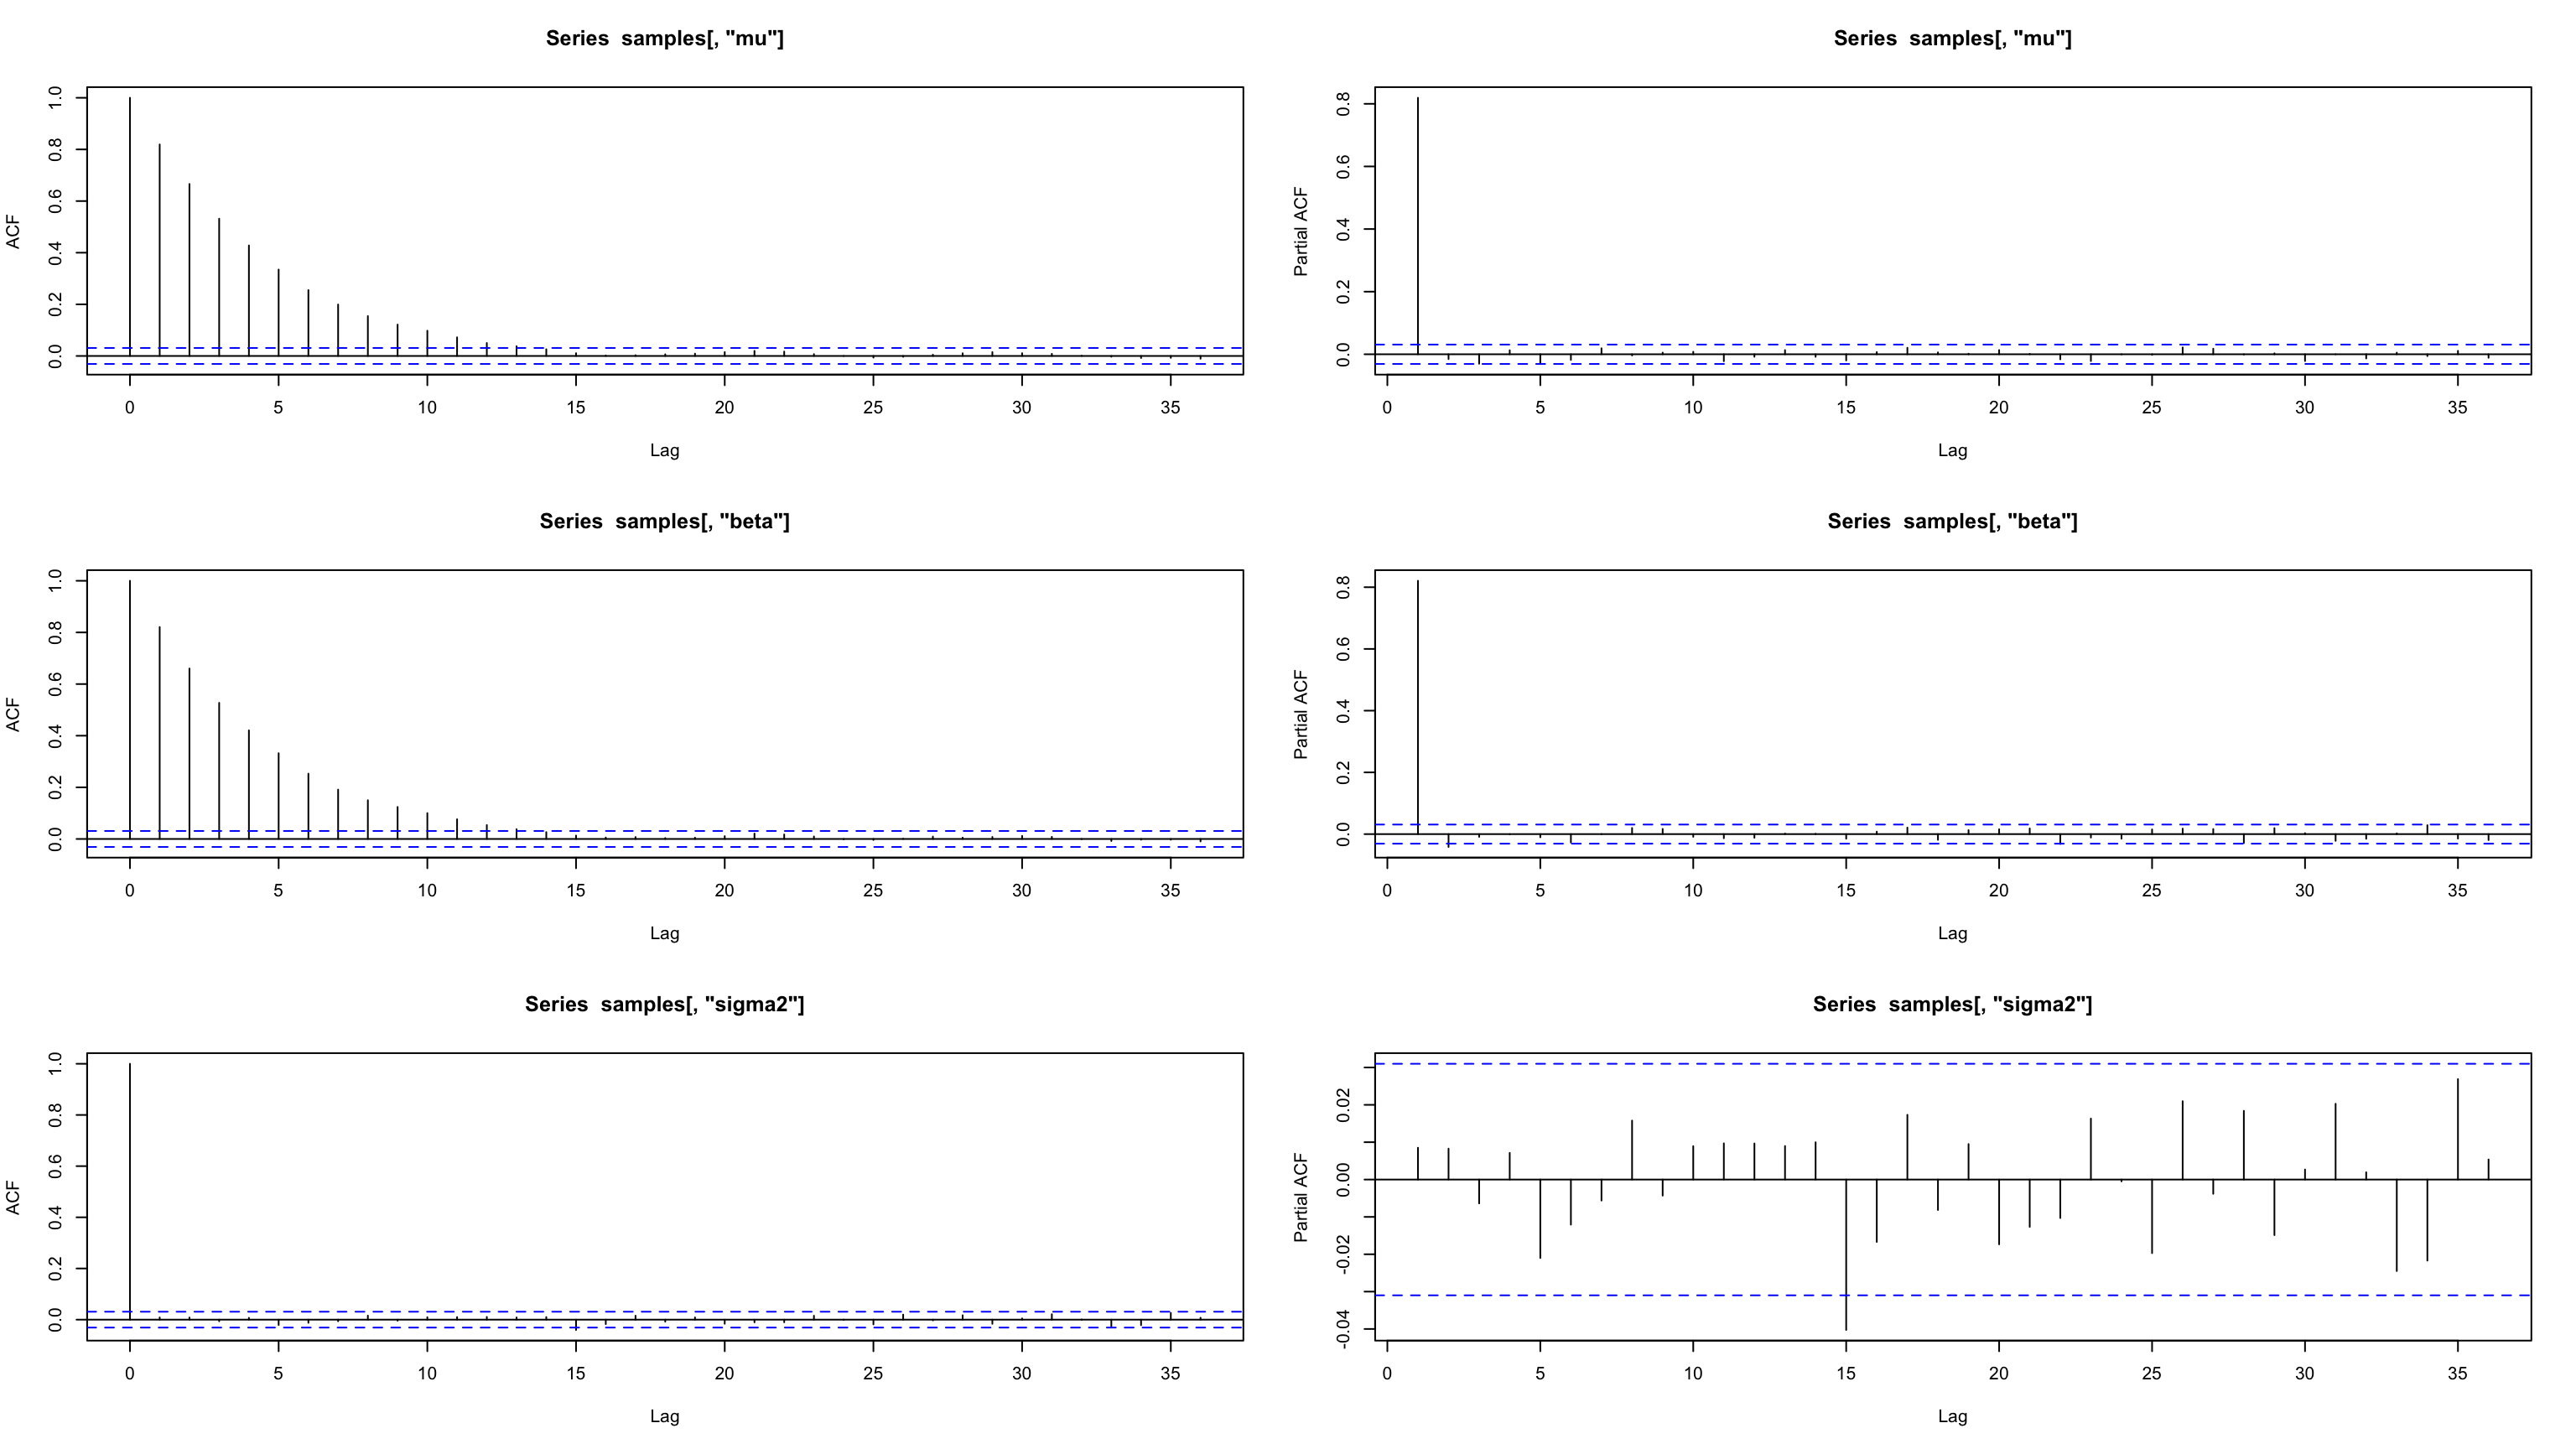 Series  samples[, "mu"]
ACF
0.0 0.2 0.4 0.6 0.8 1.0
0 5 10 15 20 25 30 35
Lag
Series  samples[, "mu"]
Partial ACF
0.0 0.2 0.4 0.6 0.8
0 5 10 15 20 25 30 35
Lag
Series  samples[, "beta"]
ACF
0.0 0.2 0.4 0.6 0.8 1.0
0 5 10 15 20 25 30 35
Lag
Series  samples[, "beta"]
Partial ACF
0.0 0.2 0.4 0.6 0.8
0 5 10 15 20 25 30 35
Lag
Series  samples[, "sigma2"]
ACF
0.0 0.2 0.4 0.6 0.8 1.0
0 5 10 15 20 25 30 35
Lag
Series  samples[, "sigma2"]
Partial ACF
-0.04 -0.02 0.00 0.02
0 5 10 15 20 25 30 35
Lag